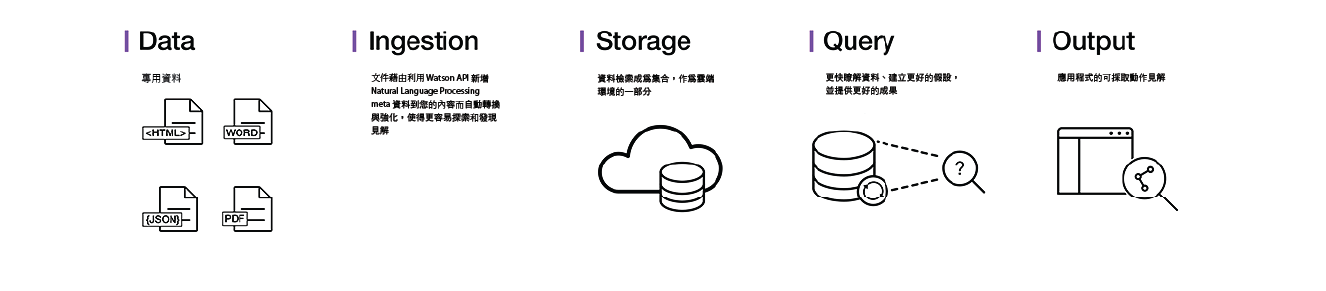 Data
專用資料
<HTML>
WORD
{JSON}
PDF
Ingestion
文件藉由利用 Watson API 新增
Natural Language Processing
meta 資料到您的內容而自動轉換
與強化，使得更容易探索和發現
見解
Storage
資料檢索成為集合，作為雲端
環境的一部分
Query
更快瞭解資料、建立更好的假設，
並提供更好的成果
?
Output
應用程式的可採取動作見解